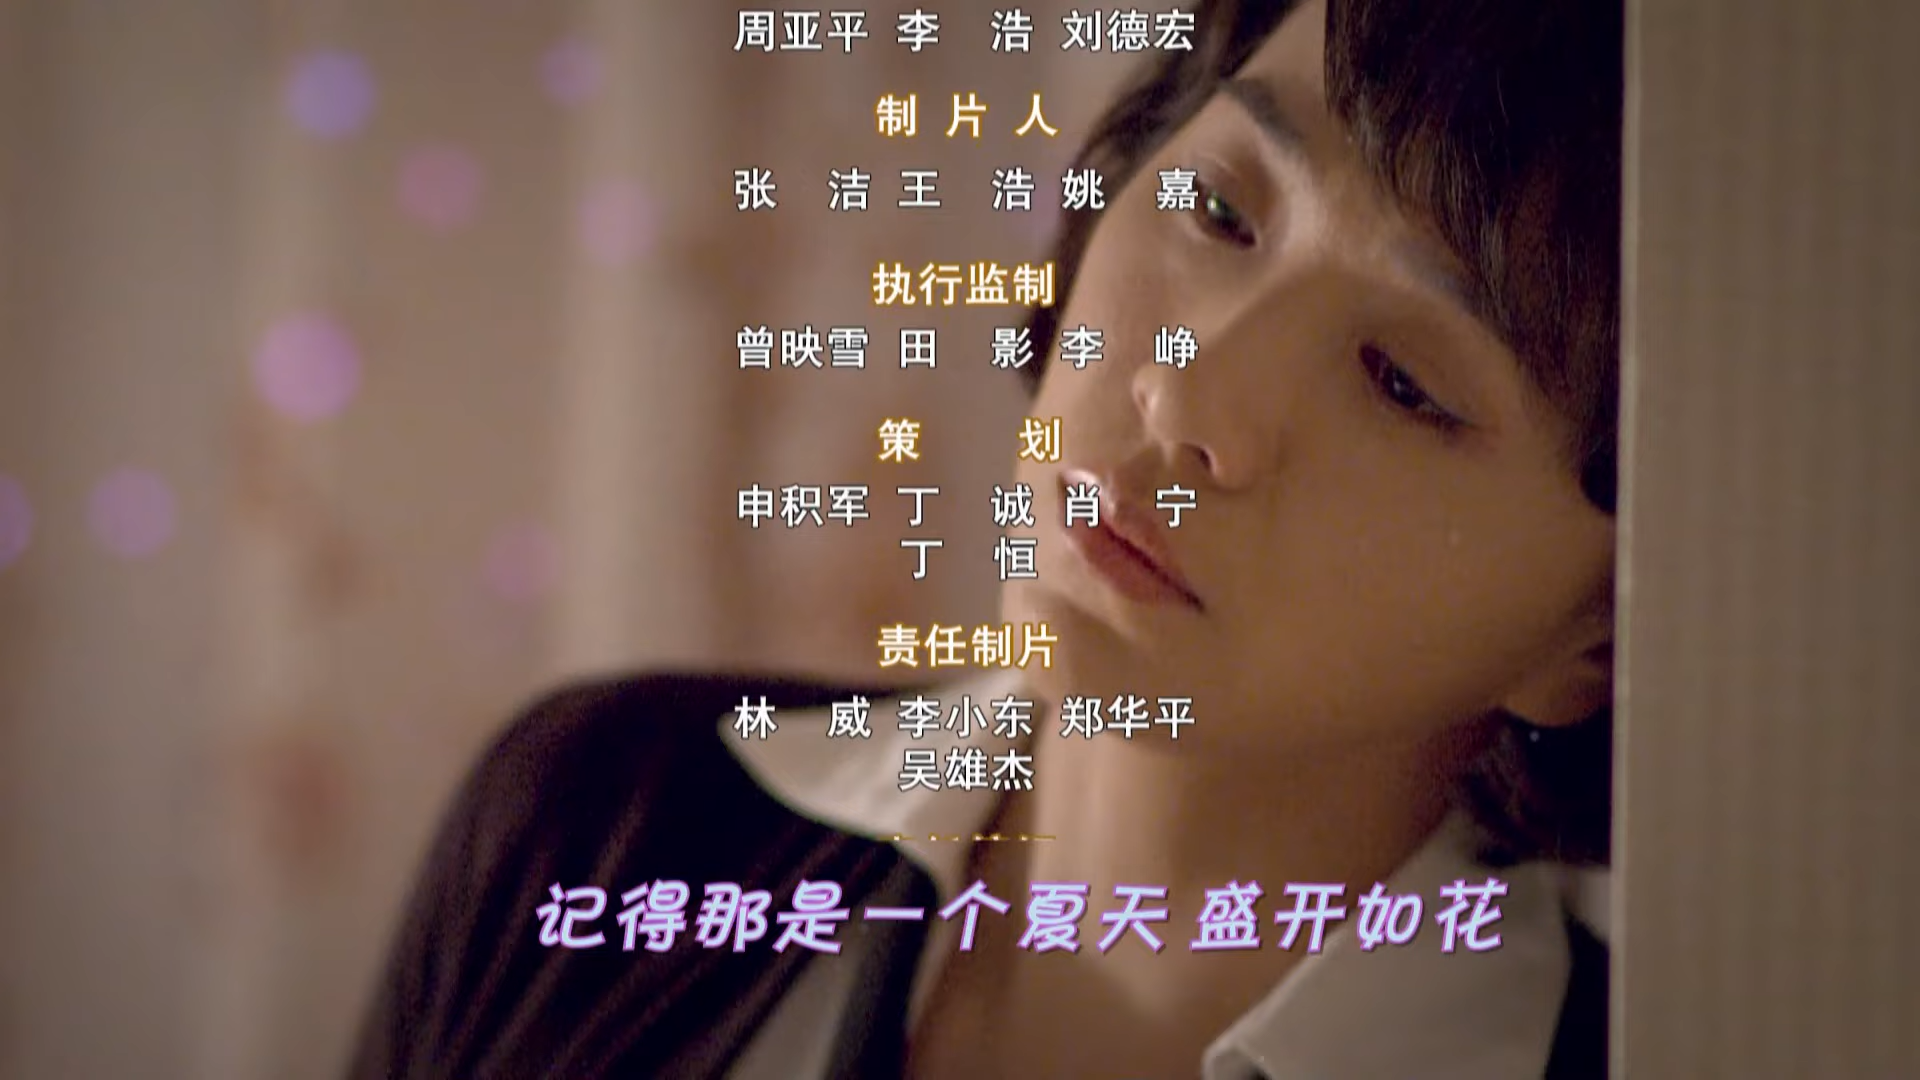 周亚平 李 浩 刘德宏
制 片 人
张 洁 王 浩 姚 嘉
执行监制
曾映雪 田 影 李 峥
策 划
申积军 丁 诚 肖 宁
丁 恒
责任制片
林 威 李小东 郑华平
吴雄杰
记得那是一个夏天 盛开如花